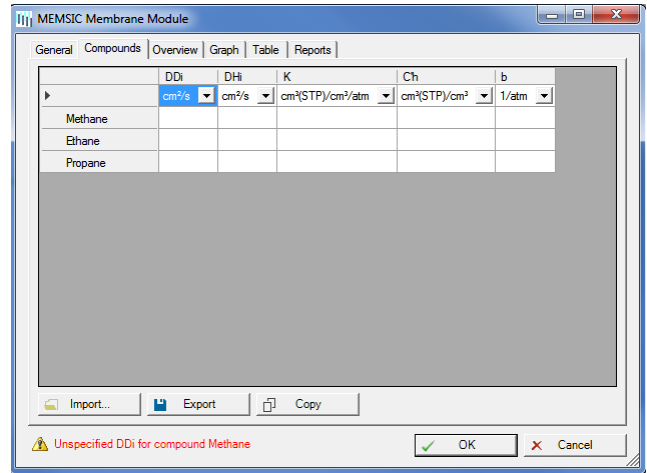 MEMSIC Membrane Module
General Compounds Overview Graph Table Reports
DDi DHi K C'h b
cm²/s cm²/s cm³(STP)/cm³/atm cm³(STP)/cm³ 1/atm
Methane
Ethane
Propane
Import... Export Copy
Unspecified DDi for compound Methane OK Cancel